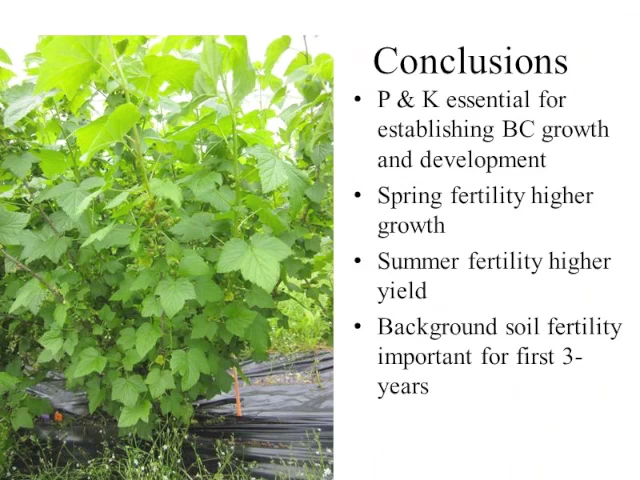 Conclusions
• P & K essential for
establishing BC growth
and development
• Spring fertility higher
growth
• Summer fertility higher
yield
• Background soil fertility
important for first 3-
years